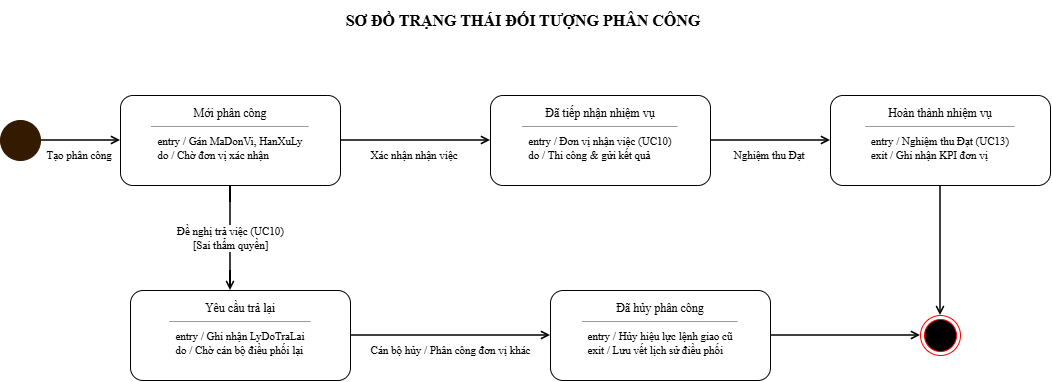 SƠ ĐỒ TRẠNG THÁI ĐỐI TƯỢNG PHÂN CÔNG
Mới phân công
entry / Gán MaDonVi, HanXuLy
do / Chờ đơn vị xác nhận
Đã tiếp nhận nhiệm vụ
entry / Đơn vị nhận việc (UC10)
do / Thi công & gửi kết quả
Hoàn thành nhiệm vụ
entry / Nghiệm thu Đạt (UC13)
exit / Ghi nhận KPI đơn vị
Tạo phân công
Xác nhận nhận việc
Nghiệm thu Đạt
Đề nghị trả việc (UC10)
[Sai thẩm quyền]
Yêu cầu trả lại
entry / Ghi nhận LyDoTraLai
do / Chờ cán bộ điều phối lại
Cán bộ hủy / Phân công đơn vị khác
Đã hủy phân công
entry / Hủy hiệu lực lệnh giao cũ
exit / Lưu vết lịch sử điều phối